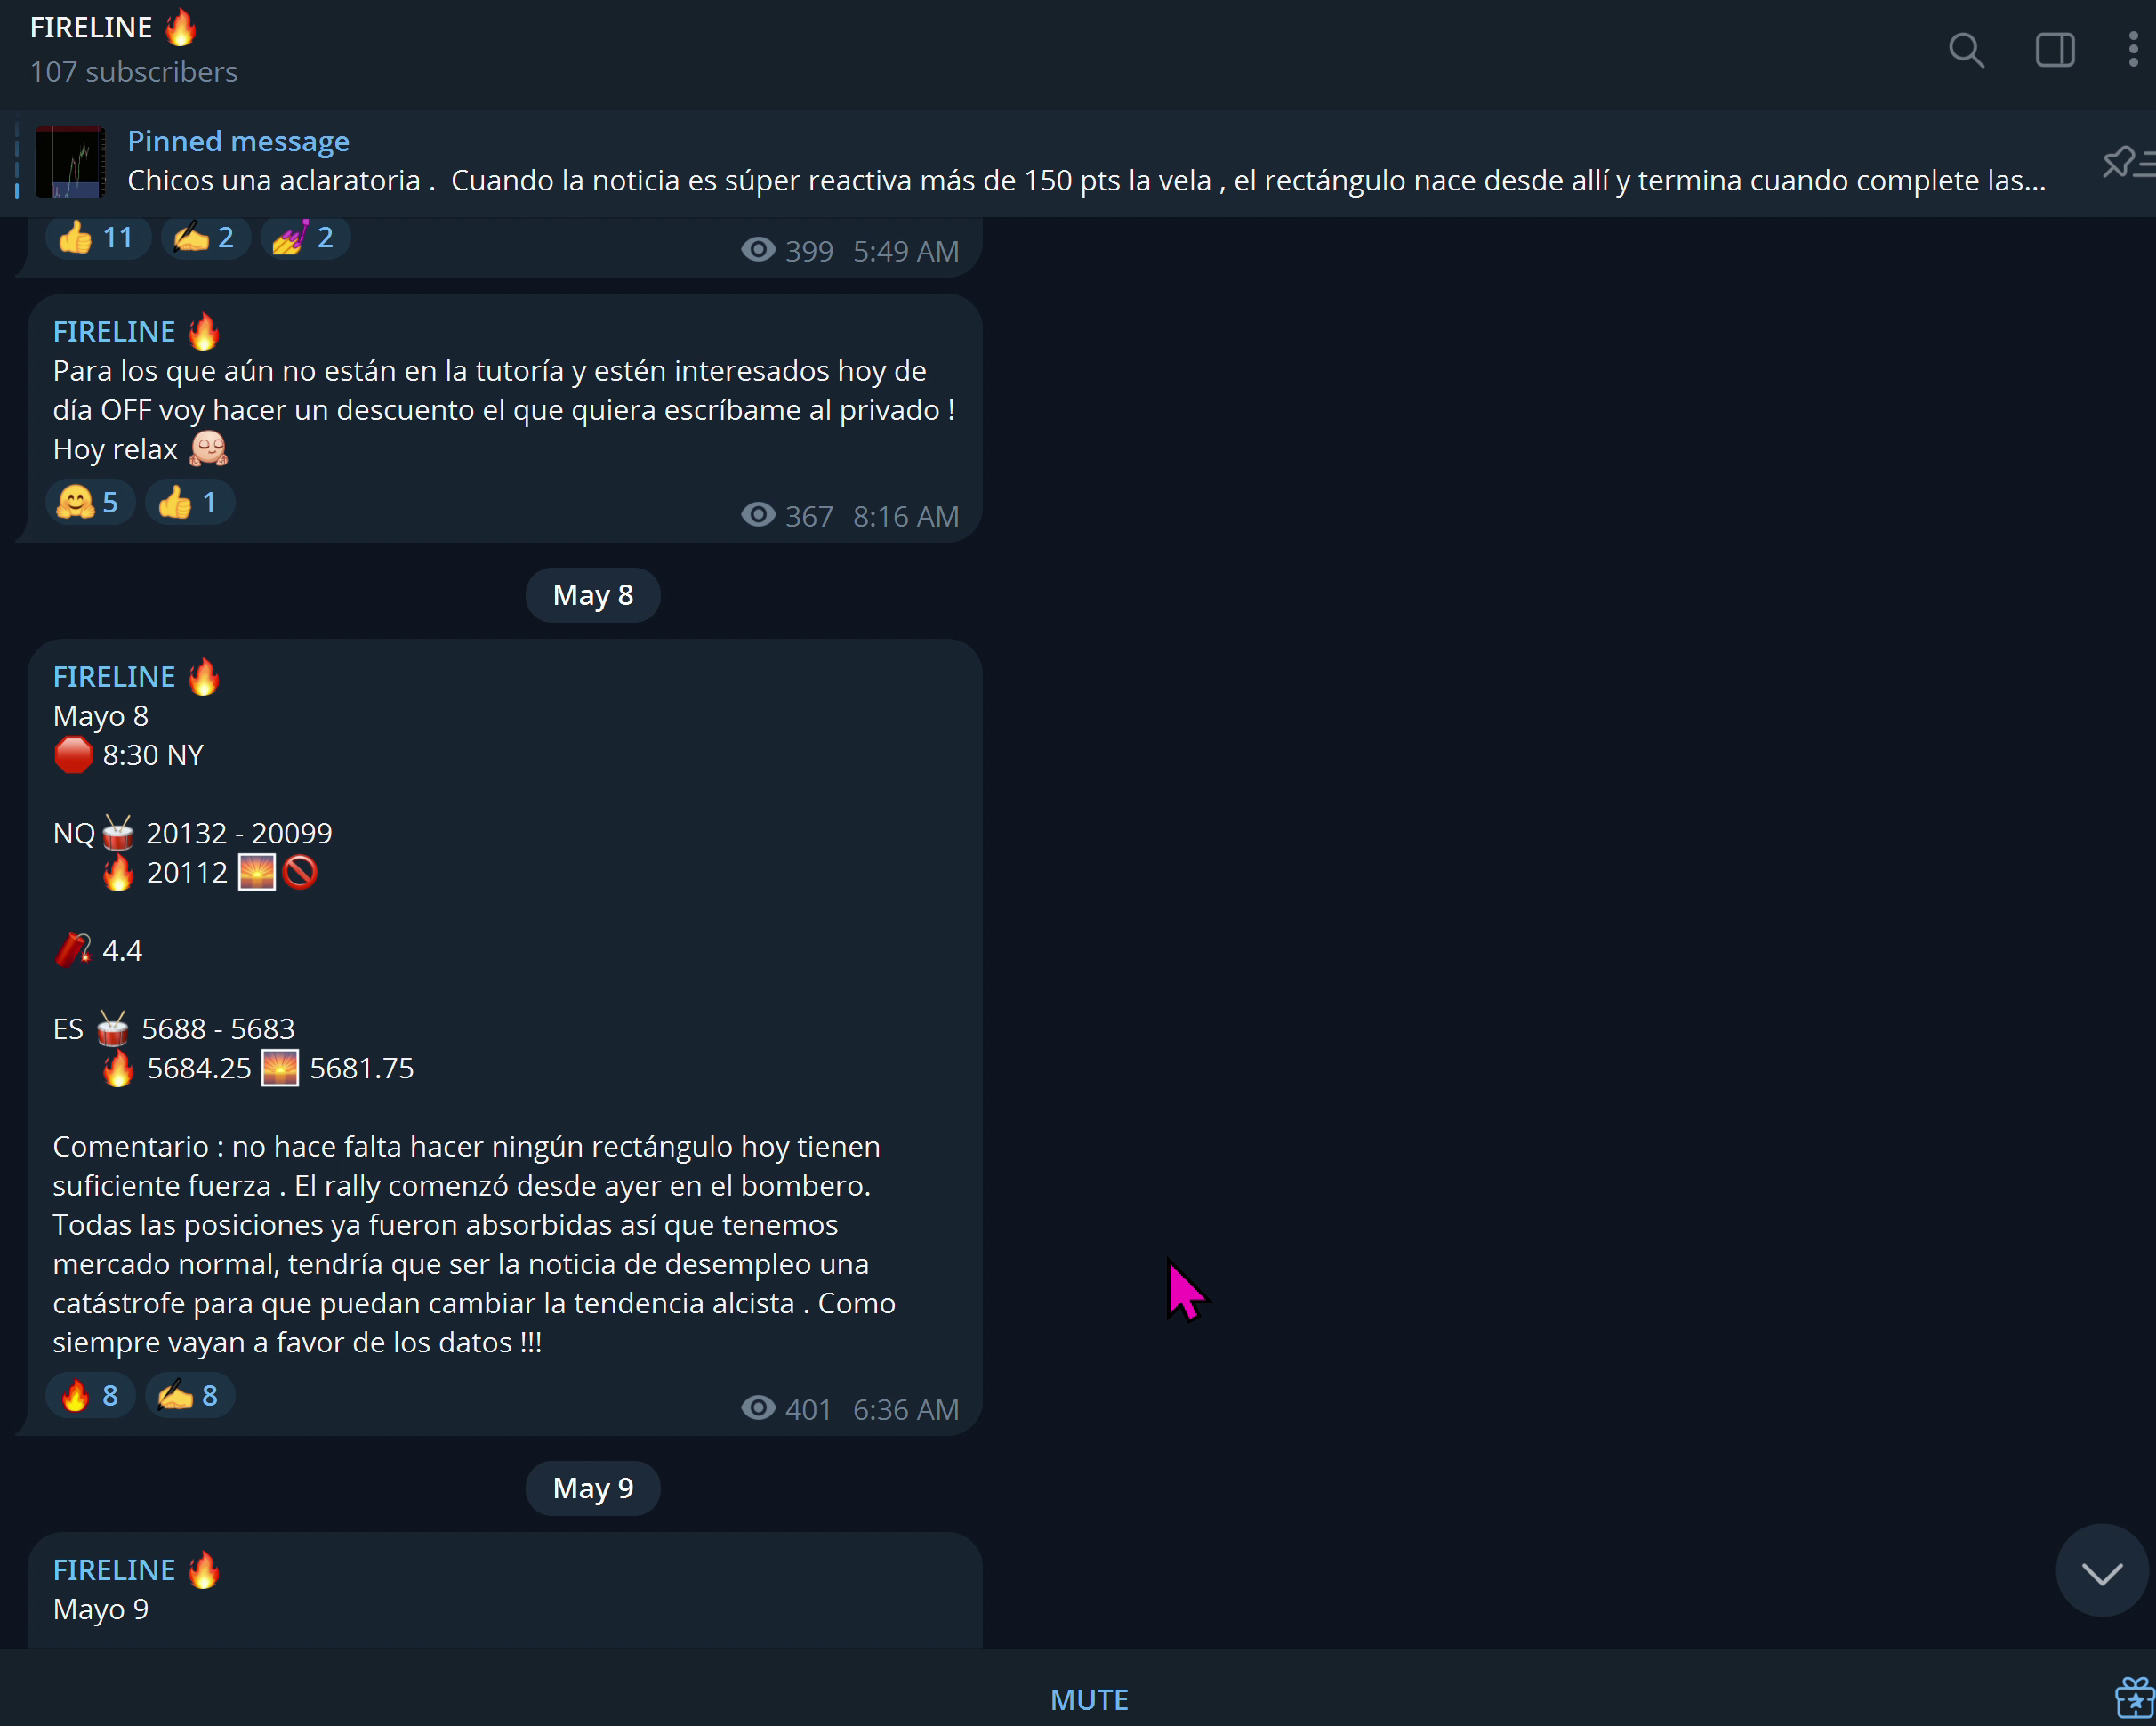 FIRELINE 🔥
107 subscribers
Pinned message
Chicos una aclaratoria . Cuando la noticia es súper reactiva más de 150 pts la vela , el rectángulo nace desde allí y termina cuando complete las...
👍 11 ✍️ 2 💅 2 399 5:49 AM
FIRELINE 🔥
Para los que aún no están en la tutoría y estén interesados hoy de
día OFF voy hacer un descuento el que quiera escríbame al privado !
Hoy relax
🤗 5 👍 1 367 8:16 AM
May 8
FIRELINE 🔥
Mayo 8
🛑 8:30 NY
NQ🥁 20132 - 20099
🔥 20112 🌅🚫
🧨 4.4
ES 🥁 5688 - 5683
🔥 5684.25 🌅 5681.75
Comentario : no hace falta hacer ningún rectángulo hoy tienen
suficiente fuerza . El rally comenzó desde ayer en el bombero.
Todas las posiciones ya fueron absorbidas así que tenemos
mercado normal, tendría que ser la noticia de desempleo una
catástrofe para que puedan cambiar la tendencia alcista . Como
siempre vayan a favor de los datos !!!
🔥 8 ✍️ 8 401 6:36 AM
May 9
FIRELINE 🔥
Mayo 9
MUTE